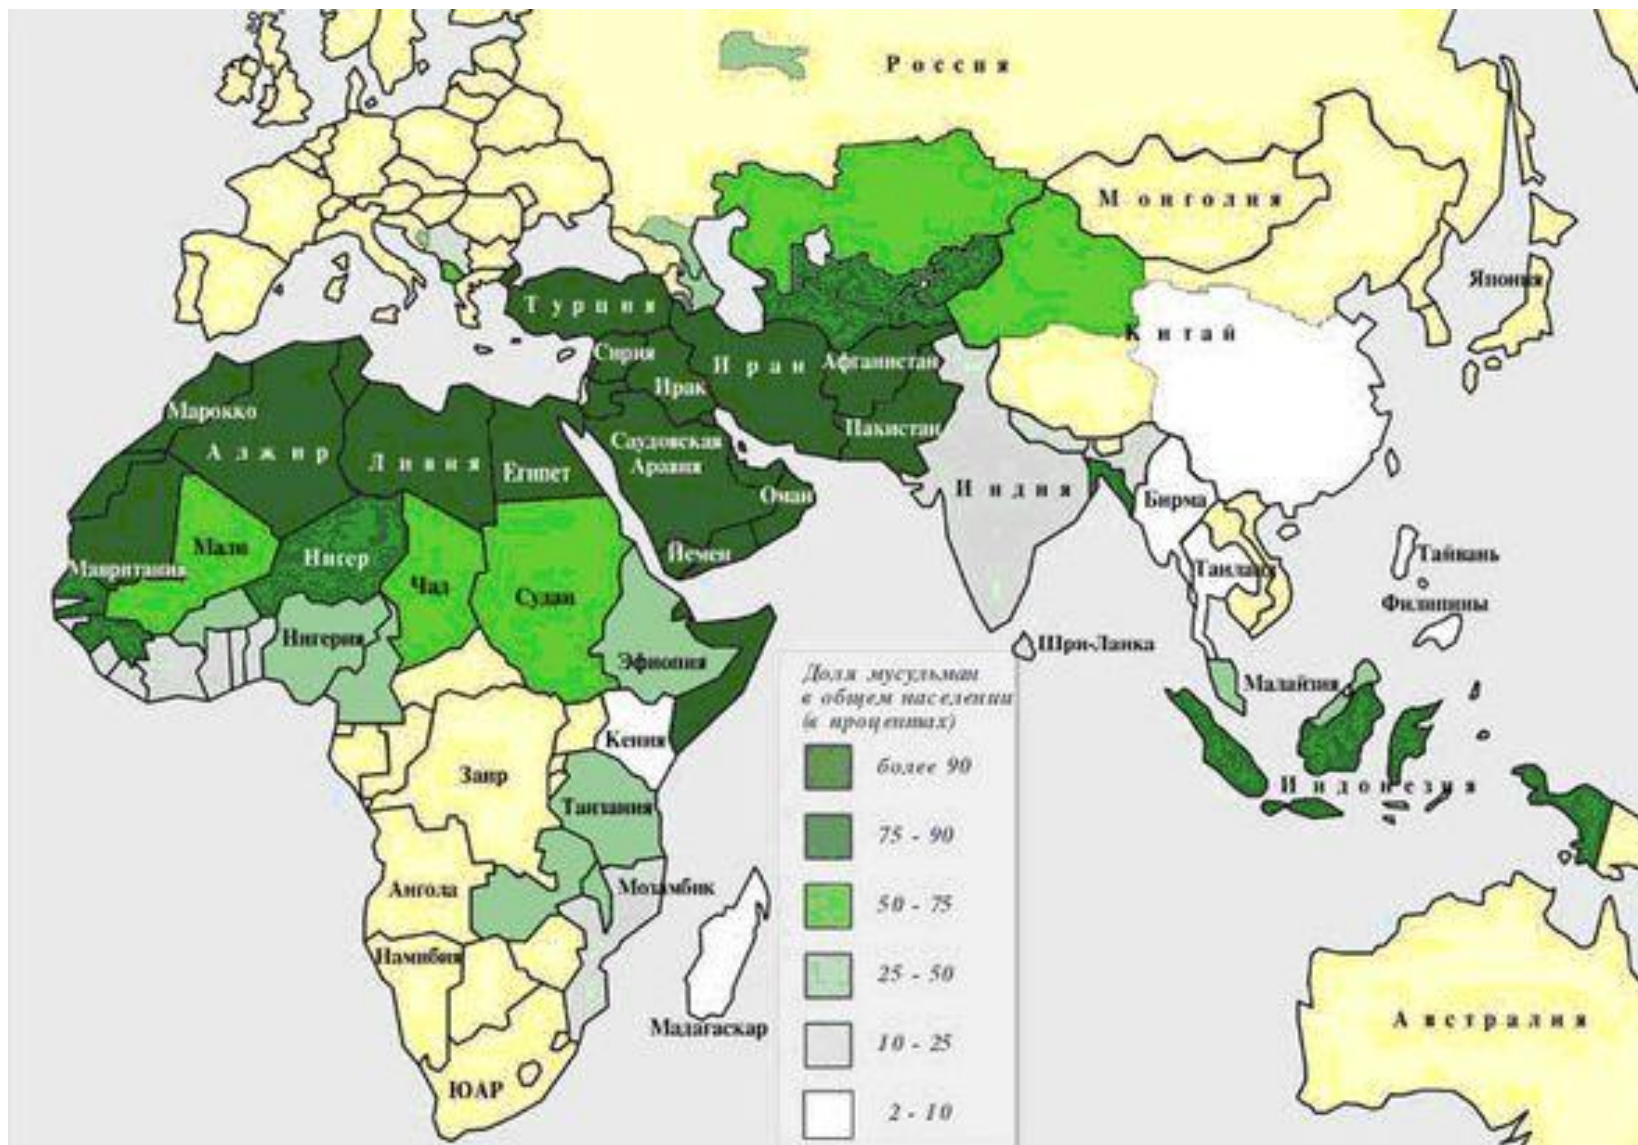 Россия
Монголия
Япония
Китай
Турция
Сирия
Ирак
Иран
Афганистан
Пакистан
Марокко
Алжир
Ливия
Египет
Саудовская
Аравия
Оман
Йемен
Индия
Бирма
Таиланд
Тайвань
Филипины
Мавритания
Мали
Нигер
Чад
Судан
Нигерия
Эфиопия
Шри-Ланка
Малайзия
Индонезия
Кения
Заир
Танзания
Ангола
Мозамбик
Намибия
Мадагаскар
ЮАР
Австралия
Доля мусульман
в общем населении
(в процентах)
более 90
75 - 90
50 - 75
25 - 50
10 - 25
2 - 10